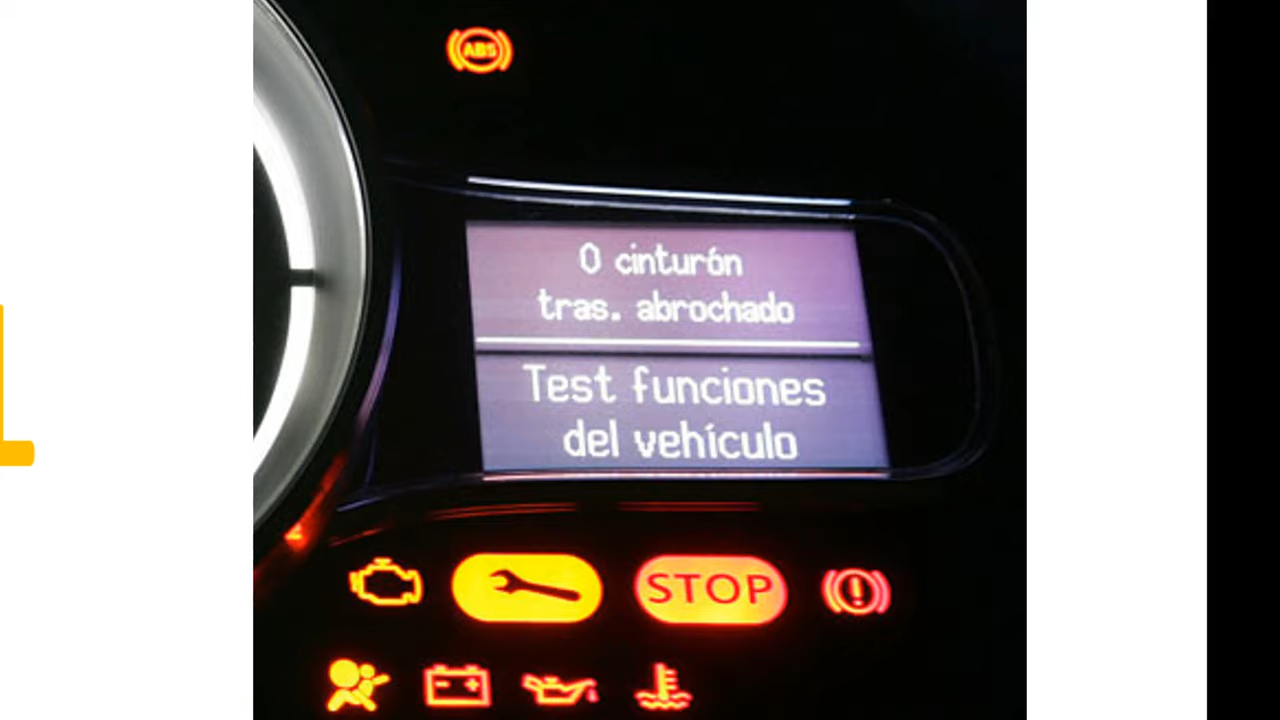 ABS
0 cinturón
tras. abrochado
Test funciones
del vehículo
STOP